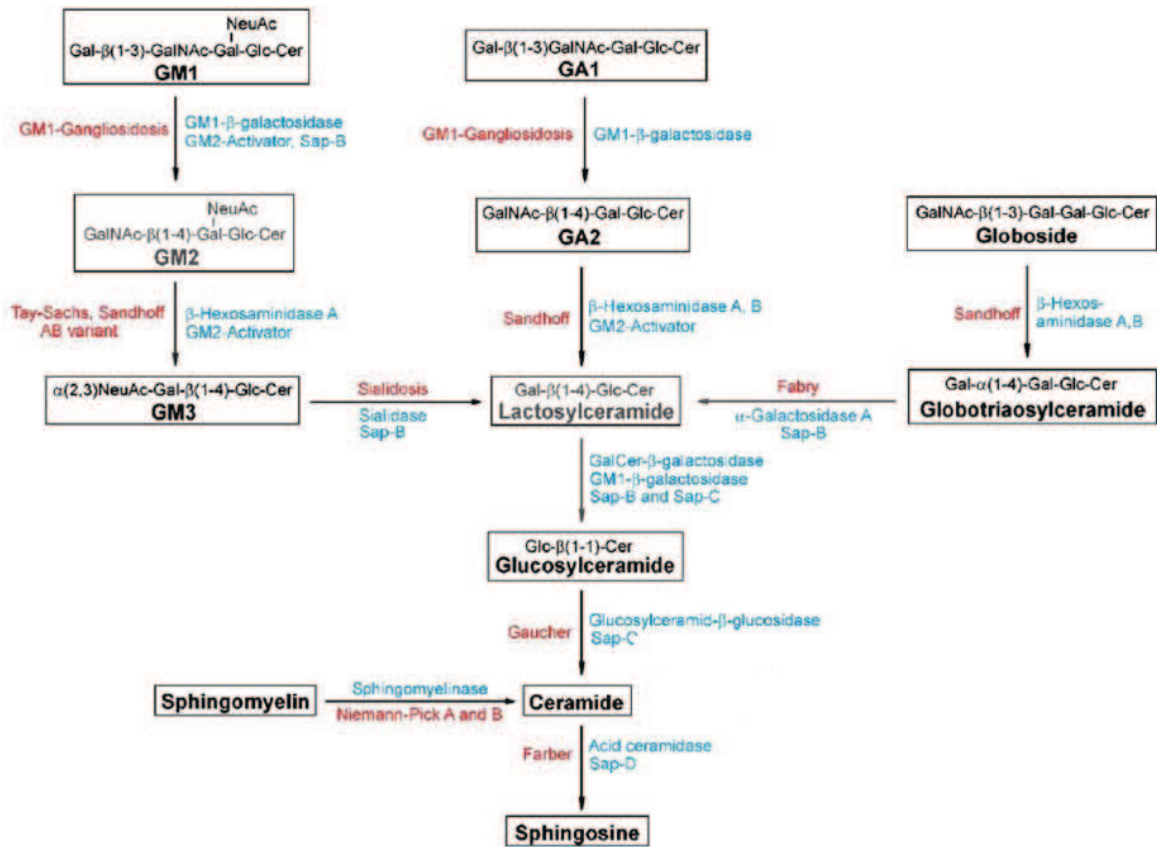 NeuAc
Gal-β(1-3)-GalNAc-Gal-Glc-Cer
GM1
Gal-β(1-3)GalNAc-Gal-Glc-Cer
GA1
GM1-Gangliosidosis
GM1-β-galactosidase
GM2-Activator, Sap-B
GM1-Gangliosidosis
GM1-β-galactosidase
NeuAc
GalNAc-β(1-4)-Gal-Glc-Cer
GM2
GalNAc-β(1-4)-Gal-Glc-Cer
GA2
GalNAc-β(1-3)-Gal-Gal-Glc-Cer
Globoside
Tay-Sachs, Sandhoff
AB variant
β-Hexosaminidase A
GM2-Activator
Sandhoff
β-Hexosaminidase A, B
GM2-Activator
Sandhoff
β-Hexos-
aminidase A,B
α(2,3)NeuAc-Gal-β(1-4)-Glc-Cer
GM3
Sialidosis
Sialidase
Sap-B
Gal-β(1-4)-Glc-Cer
Lactosylceramide
Fabry
α-Galactosidase A
Sap-B
Gal-α(1-4)-Gal-Glc-Cer
Globotriaosylceramide
GalCer-β-galactosidase
GM1-β-galactosidase
Sap-B and Sap-C
Glc-β(1-1)-Cer
Glucosylceramide
Gaucher
Glucosylceramid-β-glucosidase
Sap-C
Sphingomyelin
Sphingomyelinase
Niemann-Pick A and B
Ceramide
Farber
Acid ceramidase
Sap-D
Sphingosine